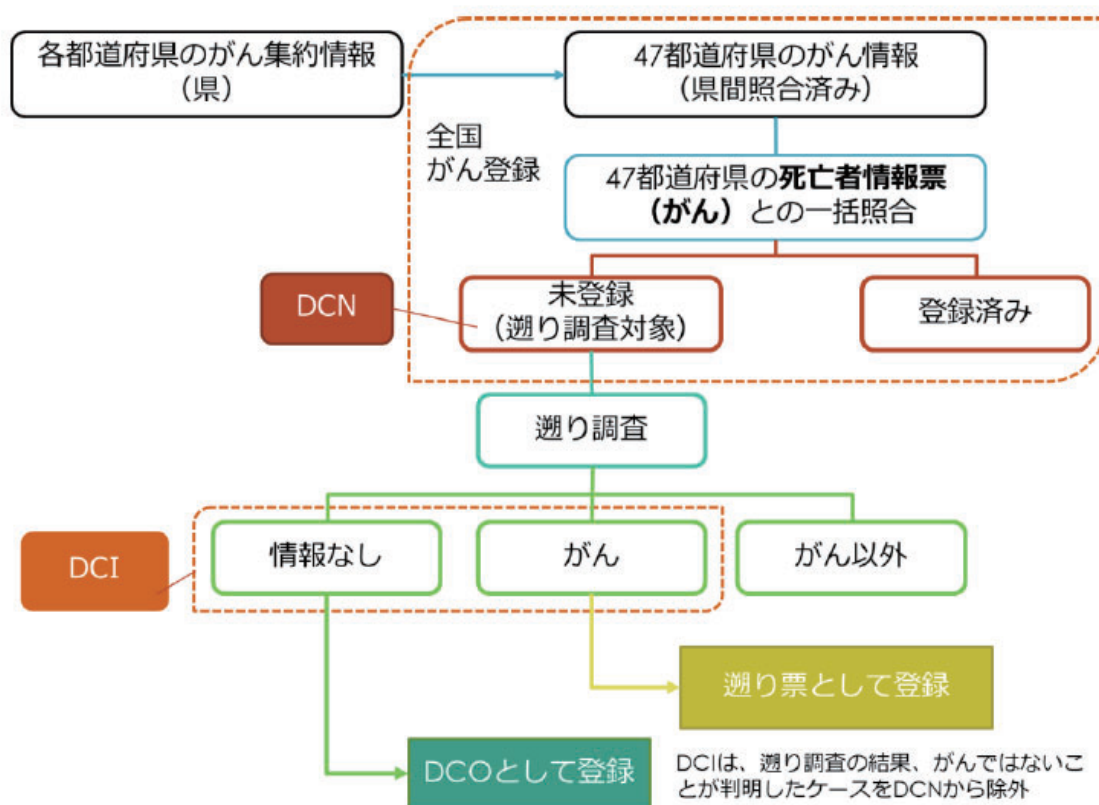 各都道府県のがん集約情報
（県）
47都道府県のがん情報
（県間照合済み）
全国
がん登録
47都道府県の死亡者情報票
（がん）との一括照合
DCN
未登録
（遡り調査対象）
登録済み
遡り調査
DCI
情報なし
がん
がん以外
遡り票として登録
DCOとして登録
DCIは、遡り調査の結果、がんではないこ
とが判明したケースをDCNから除外